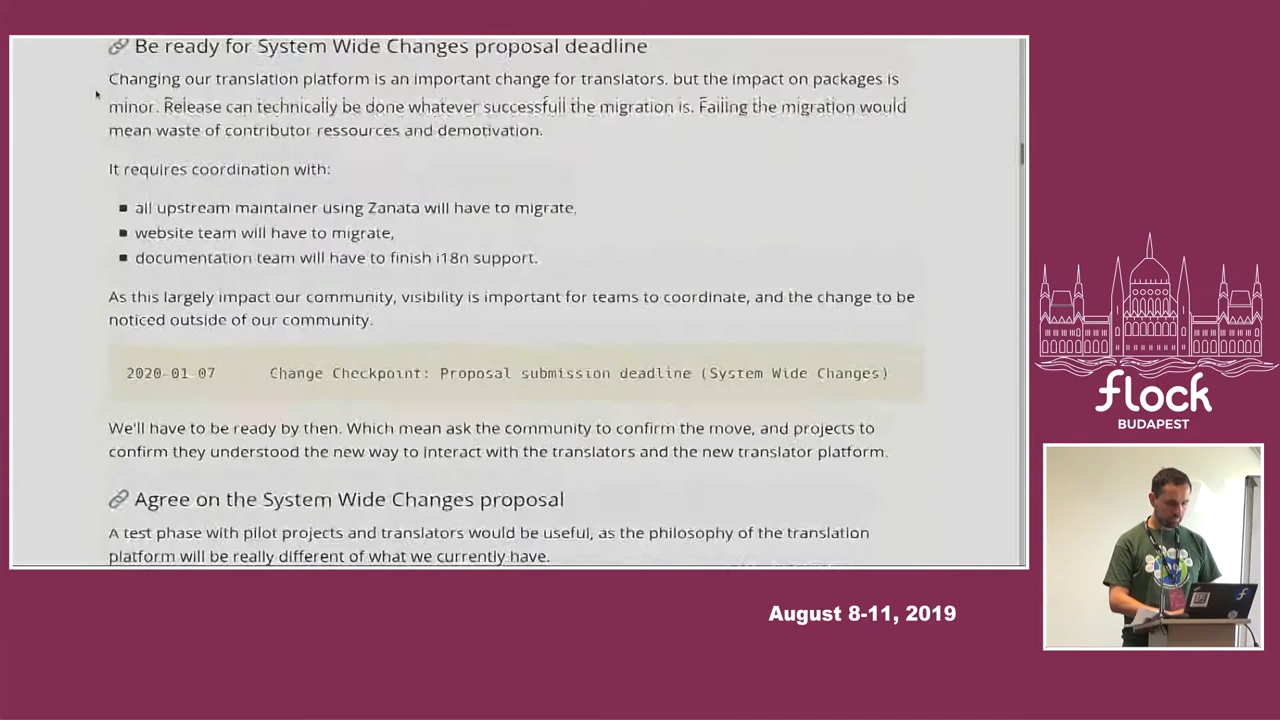 Be ready for System Wide Changes proposal deadline
Changing our translation platform is an important change for translators. but the impact on packages is
minor. Release can technically be done whatever successfull the migration is. Failing the migration would
mean waste of contributor ressources and demotivation.
It requires coordination with:
all upstream maintainer using Zanata will have to migrate,
website team will have to migrate,
documentation team will have to finish i18n support.
As this largely impact our community, visibility is important for teams to coordinate, and the change to be
noticed outside of our community.
2020-01-07 Change Checkpoint: Proposal submission deadline (System Wide Changes)
We'll have to be ready by then. Which mean ask the community to confirm the move, and projects to
confirm they understood the new way to interact with the translators and the new translator platform.
Agree on the System Wide Changes proposal
A test phase with pilot projects and translators would be useful, as the philosophy of the translation
platform will be really different of what we currently have.
flock
BUDAPEST
August 8-11, 2019